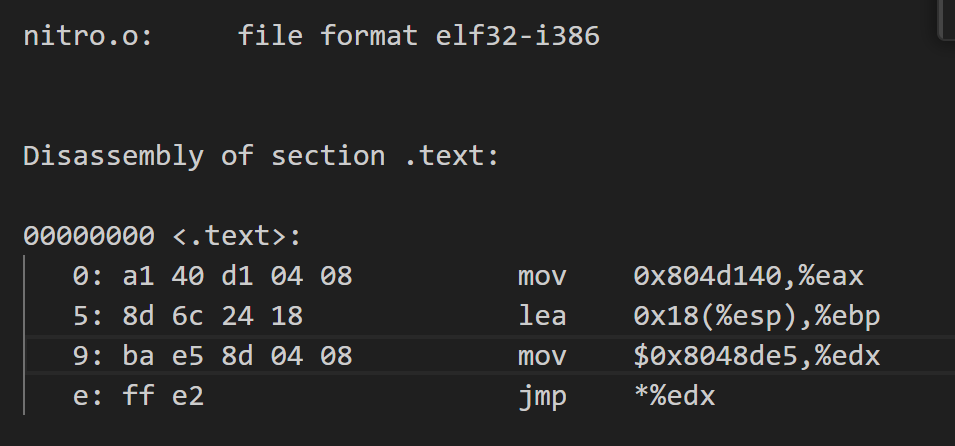 nitro.o:     file format elf32-i386
Disassembly of section .text:
00000000 <.text>:
   0: a1 40 d1 04 08          mov    0x804d140,%eax
   5: 8d 6c 24 18             lea    0x18(%esp),%ebp
   9: ba e5 8d 04 08          mov    $0x8048de5,%edx
   e: ff e2                   jmp    *%edx